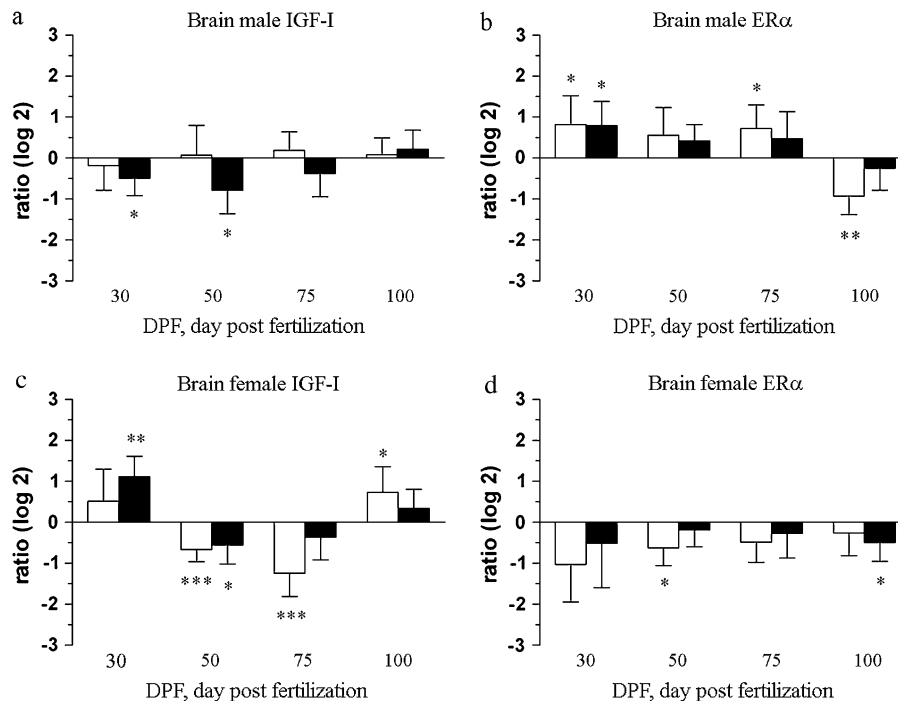 a
Brain male IGF-I
3
2
1
0
-1
-2
-3
ratio (log 2)
*
*
30 50 75 100
DPF, day post fertilization
b
Brain male ERα
3
2
1
0
-1
-2
-3
ratio (log 2)
* * *
**
30 50 75 100
DPF, day post fertilization
c
Brain female IGF-I
3
2
1
0
-1
-2
-3
ratio (log 2)
** *
*** *
***
30 50 75 100
DPF, day post fertilization
d
Brain female ERα
3
2
1
0
-1
-2
-3
ratio (log 2)
* *
30 50 75 100
DPF, day post fertilization